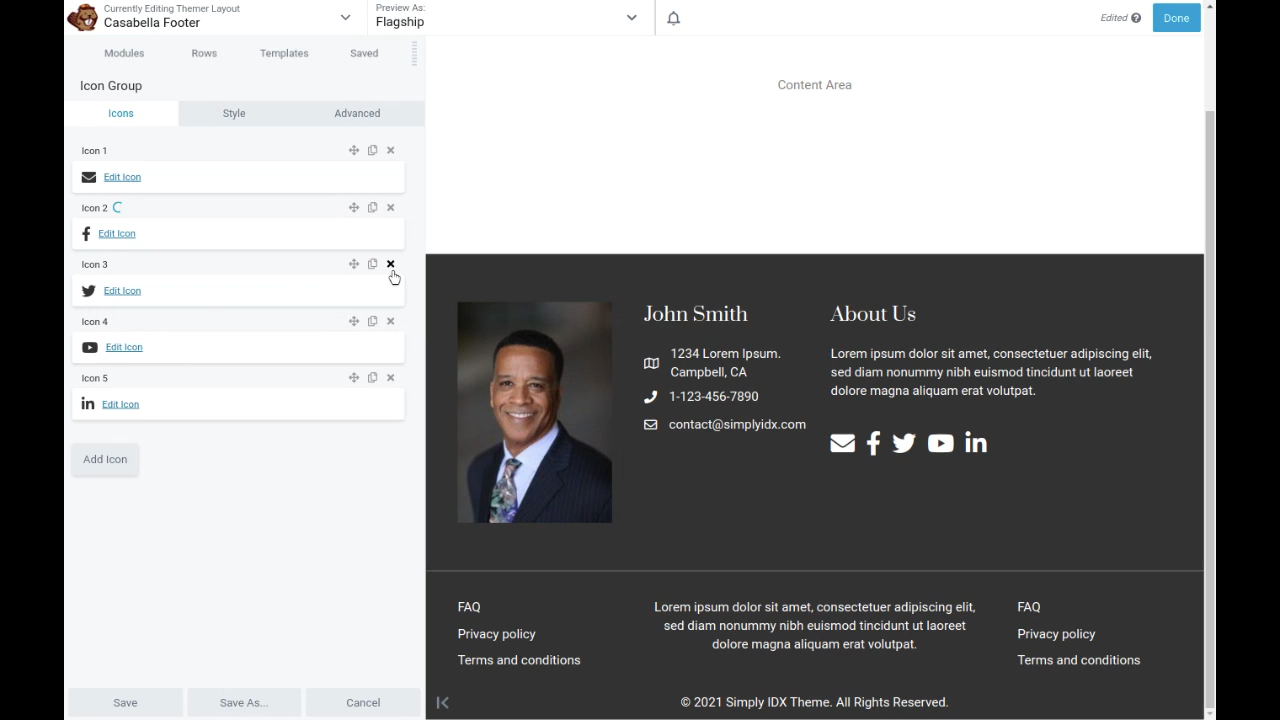 Currently Editing Themer Layout
Casabella Footer
Preview As:
Flagship
Edited
Done
Modules
Rows
Templates
Saved
Icon Group
Icons
Style
Advanced
Icon 1
Edit Icon
Icon 2
Edit Icon
Icon 3
Edit Icon
Icon 4
Edit Icon
Icon 5
Edit Icon
Add Icon
Save
Save As...
Cancel
Content Area
John Smith
1234 Lorem Ipsum.
Campbell, CA
1-123-456-7890
contact@simplyidx.com
About Us
Lorem ipsum dolor sit amet, consectetuer adipiscing elit,
sed diam nonummy nibh euismod tincidunt ut laoreet
dolore magna aliquam erat volutpat.
FAQ
Privacy policy
Terms and conditions
Lorem ipsum dolor sit amet, consectetuer adipiscing elit,
sed diam nonummy nibh euismod tincidunt ut laoreet
dolore magna aliquam erat volutpat.
FAQ
Privacy policy
Terms and conditions
© 2021 Simply IDX Theme. All Rights Reserved.